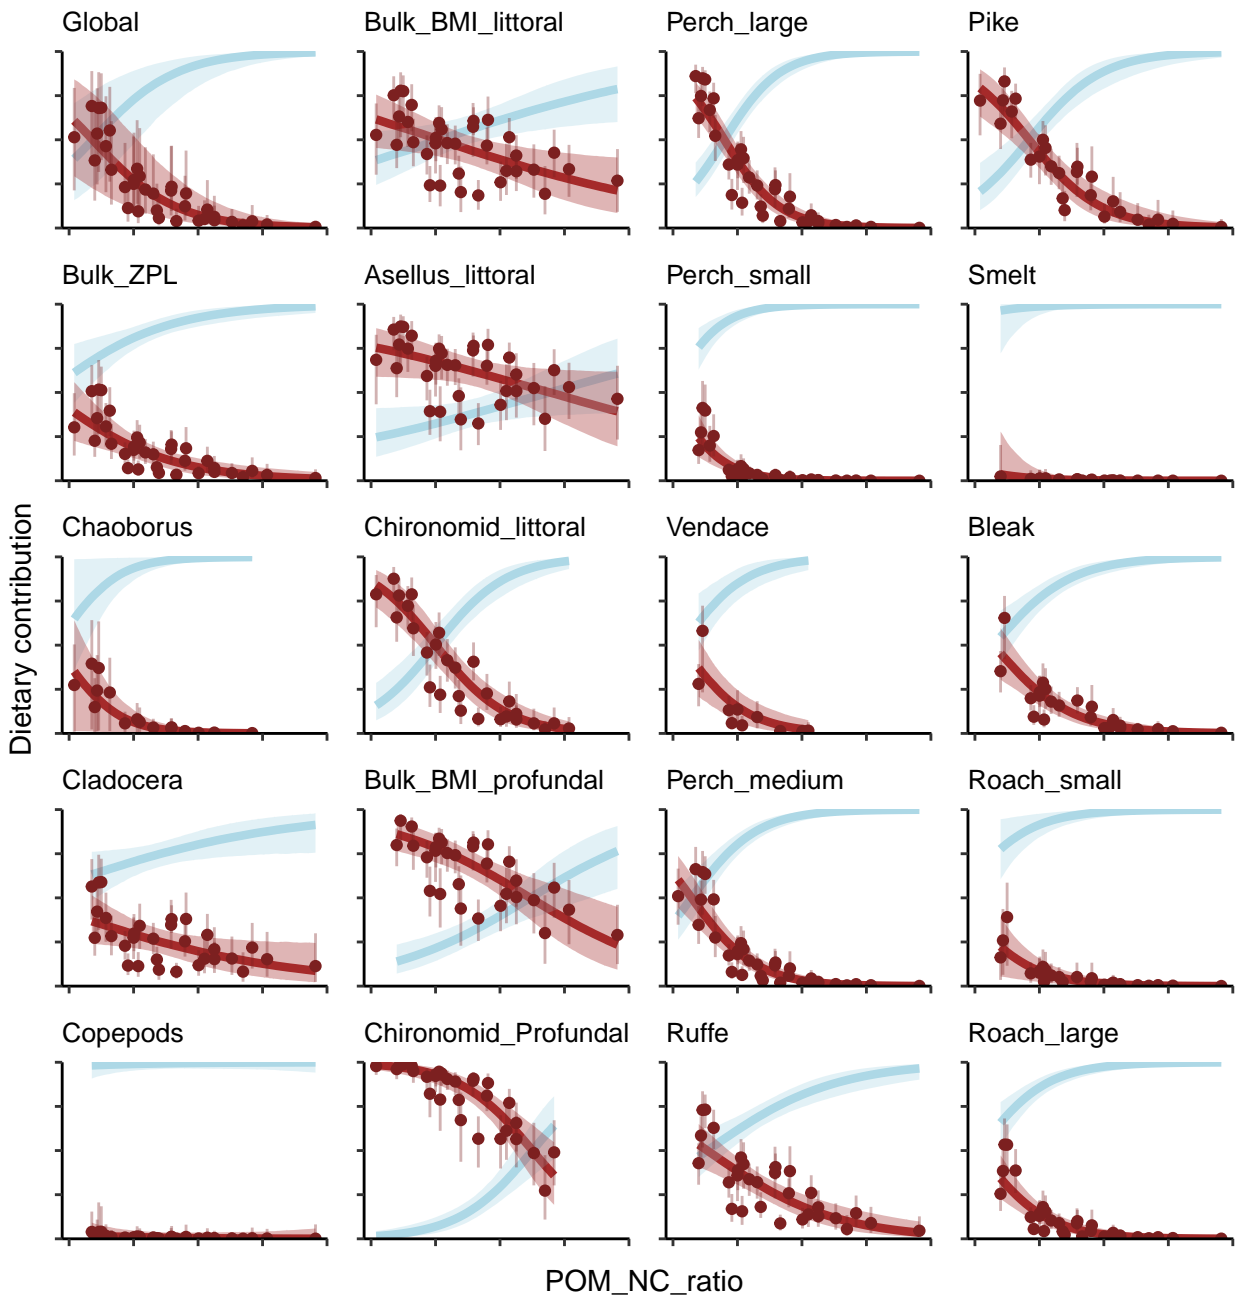 Global
Bulk_BMI_littoral
Perch_large
Pike
Bulk_ZPL
Asellus_littoral
Perch_small
Smelt
Chaoborus
Chironomid_littoral
Vendace
Bleak
Cladocera
Bulk_BMI_profundal
Perch_medium
Roach_small
Copepods
Chironomid_Profundal
Ruffe
Roach_large
Dietary contribution
POM_NC_ratio